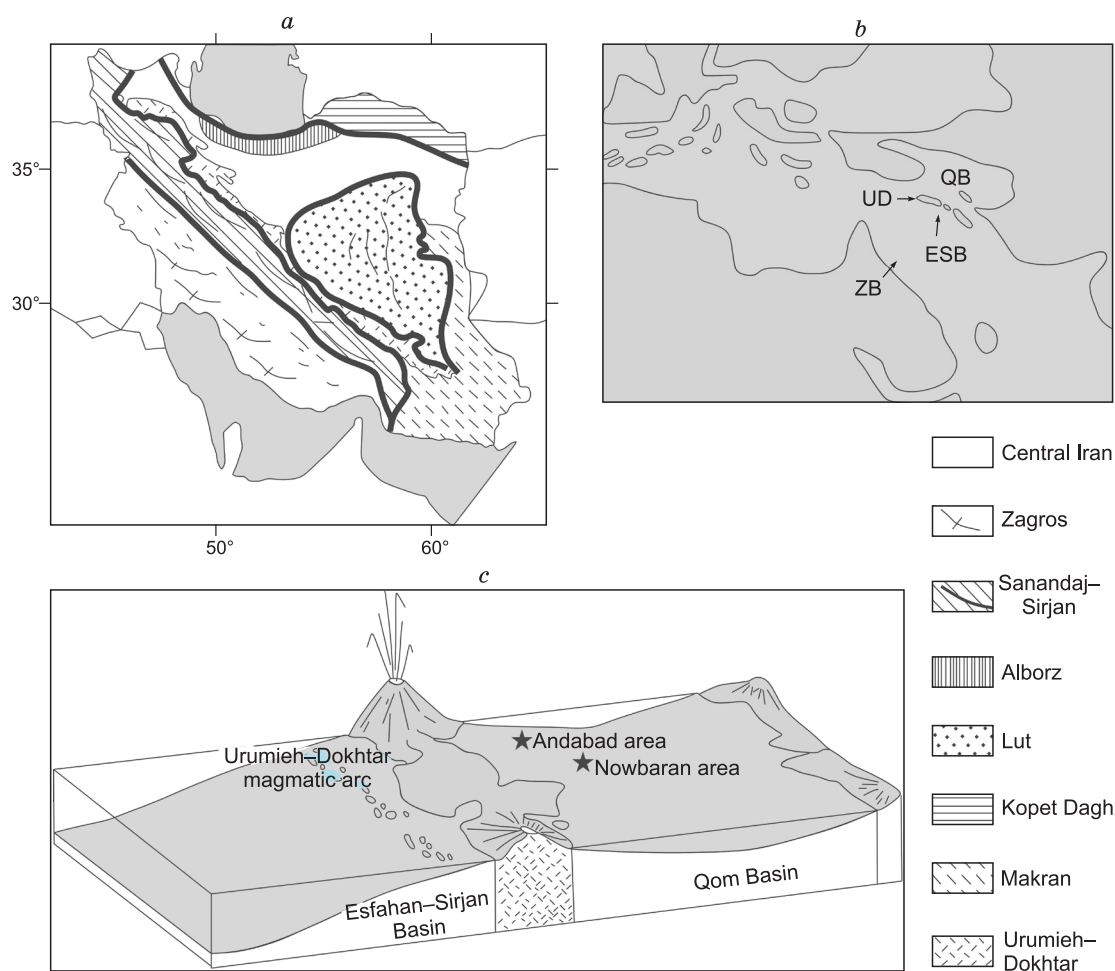 a
35°
30°
50°
60°
b
QB
UD
ESB
ZB
Central Iran
Zagros
Sanandaj–
Sirjan
Alborz
Lut
Kopet Dagh
Makran
Urumieh–
Dokhtar
c
Urumieh–Dokhtar
magmatic arc
Andabad area
Nowbaran area
Esfahan–Sirjan
Basin
Qom Basin